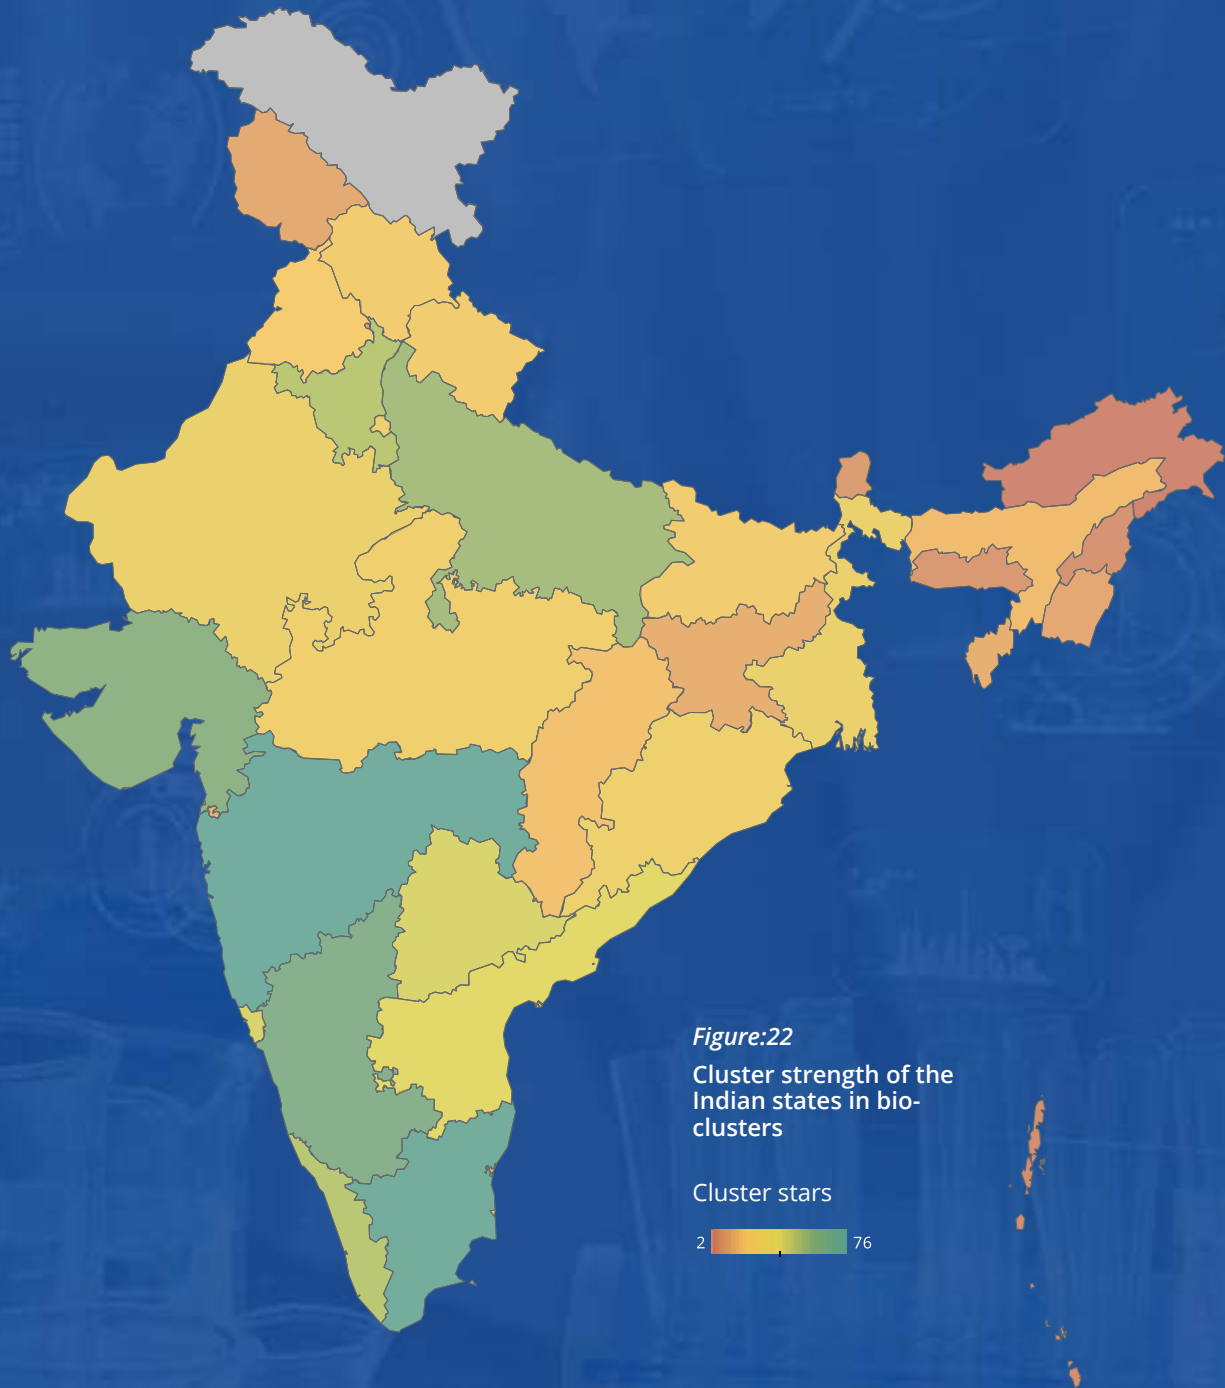 Figure:22
Cluster strength of the
Indian states in bio-
clusters
Cluster stars
2 76